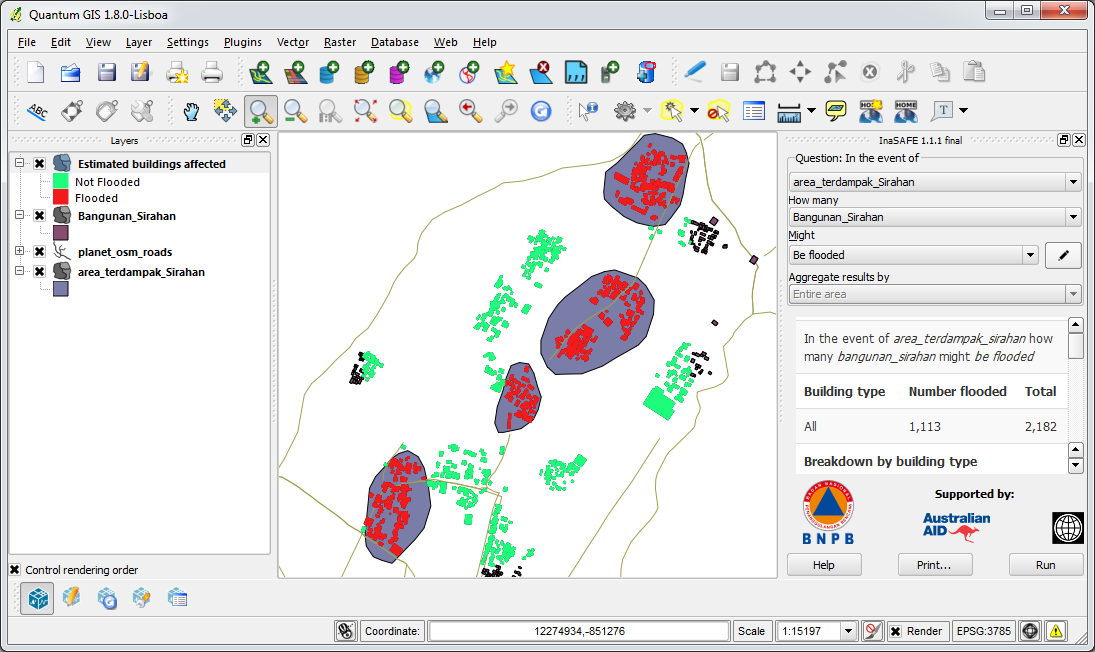 Quantum GIS 1.8.0-Lisboa
File Edit View Layer Settings Plugins Vector Raster Database Web Help
ABC
HOME HOME
T
Layers
Estimated buildings affected
Not Flooded
Flooded
Bangunan_Sirahan
planet_osm_roads
area_terdampak_Sirahan
Control rendering order
InaSAFE 1.1.1 final
Question: In the event of
area_terdampak_Sirahan
How many
Bangunan_Sirahan
Might
Be flooded
Aggregate results by
Entire area
In the event of area_terdampak_sirahan how
many bangunan_sirahan might be flooded
Building type Number flooded Total
All 1,113 2,182
Breakdown by building type
BNPB
Supported by:
Australian
AID
Help Print... Run
Coordinate: 12274934,-851276 Scale 1:15197 Render EPSG:3785